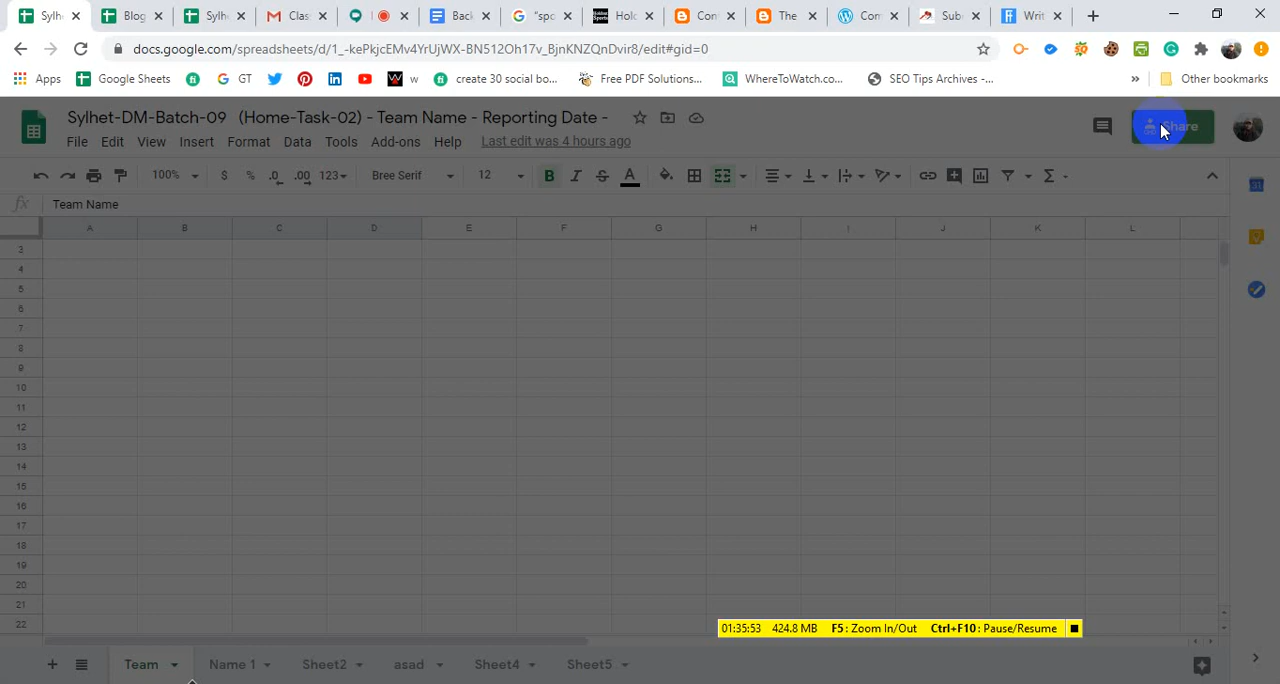 Sylhe Blog Sylhe Clas Back "spo Holo Con The Com Sub Writ
docs.google.com/spreadsheets/d/1_-kePkjcEMv4YrUjWX-BN512Oh17v_BjnKNZQnDvir8/edit#gid=0
Apps Google Sheets GT w create 30 social bo... Free PDF Solutions... WhereToWatch.co... SEO Tips Archives -... » Other bookmarks
Sylhet-DM-Batch-09 (Home-Task-02) - Team Name - Reporting Date -
Share
File Edit View Insert Format Data Tools Add-ons Help Last edit was 4 hours ago
100% $ % .0 .00 123 Bree Serif 12 B I S A Σ
fx Team Name
A B C D E F G H I J K L
3
4
5
6
7
8
9
10
11
12
13
14
15
16
17
18
19
20
21
22
01:35:53 424.8 MB F5: Zoom In/Out Ctrl+F10: Pause/Resume
Team Name 1 Sheet2 asad Sheet4 Sheet5